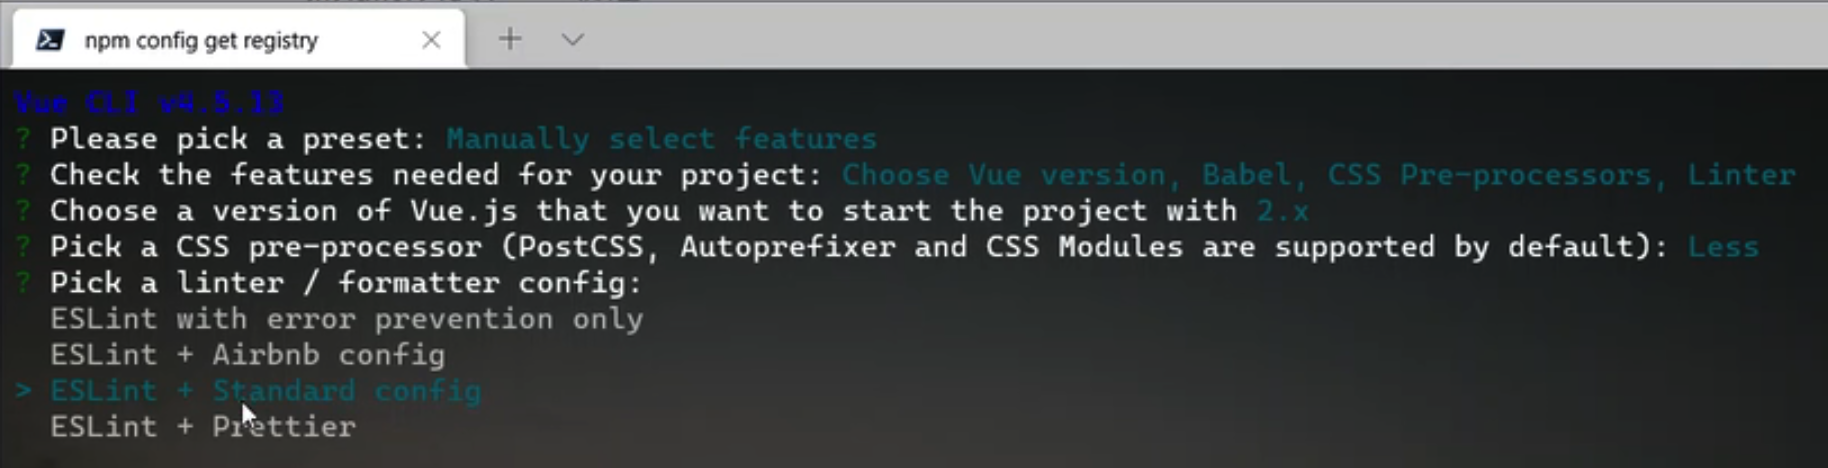 npm config get registry
Vue CLI v4.5.13
? Please pick a preset: Manually select features
? Check the features needed for your project: Choose Vue version, Babel, CSS Pre-processors, Linter
? Choose a version of Vue.js that you want to start the project with 2.x
? Pick a CSS pre-processor (PostCSS, Autoprefixer and CSS Modules are supported by default): Less
? Pick a linter / formatter config:
ESLint with error prevention only
ESLint + Airbnb config
> ESLint + Standard config
ESLint + Prettier